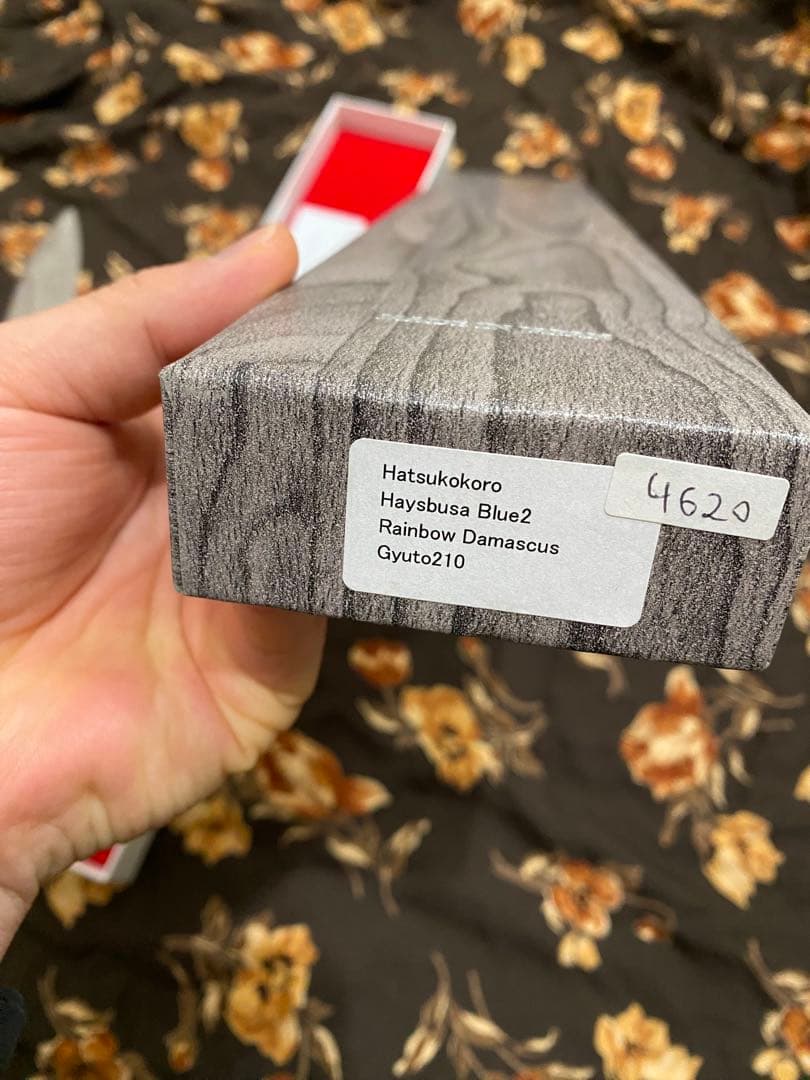 Hatsukokoro
Haysbusa Blue2
Rainbow Damascus
Gyuto210
4620